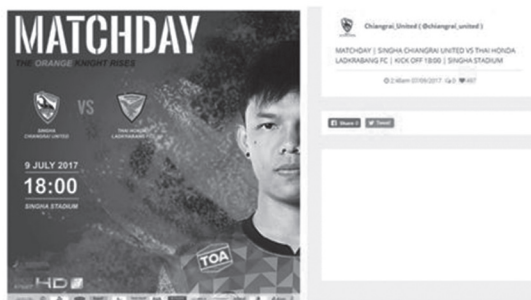 MATCHDAY
THE ORANGE KNIGHT RISES
VS
SINGHA
CHIANGRAI UNITED
THAI HONDA
LADKRABANG FC
9 JULY 2017
18:00
SINGHA STADIUM
TOA
HD
Chiangrai_United ( @chiangrai_united )
MATCHDAY | SINGHA CHIANGRAI UNITED VS THAI HONDA
LADKRABANG FC | KICK OFF 18:00 | SINGHA STADIUM
2:46am 07/09/2017 0 497
Share 0 Tweet